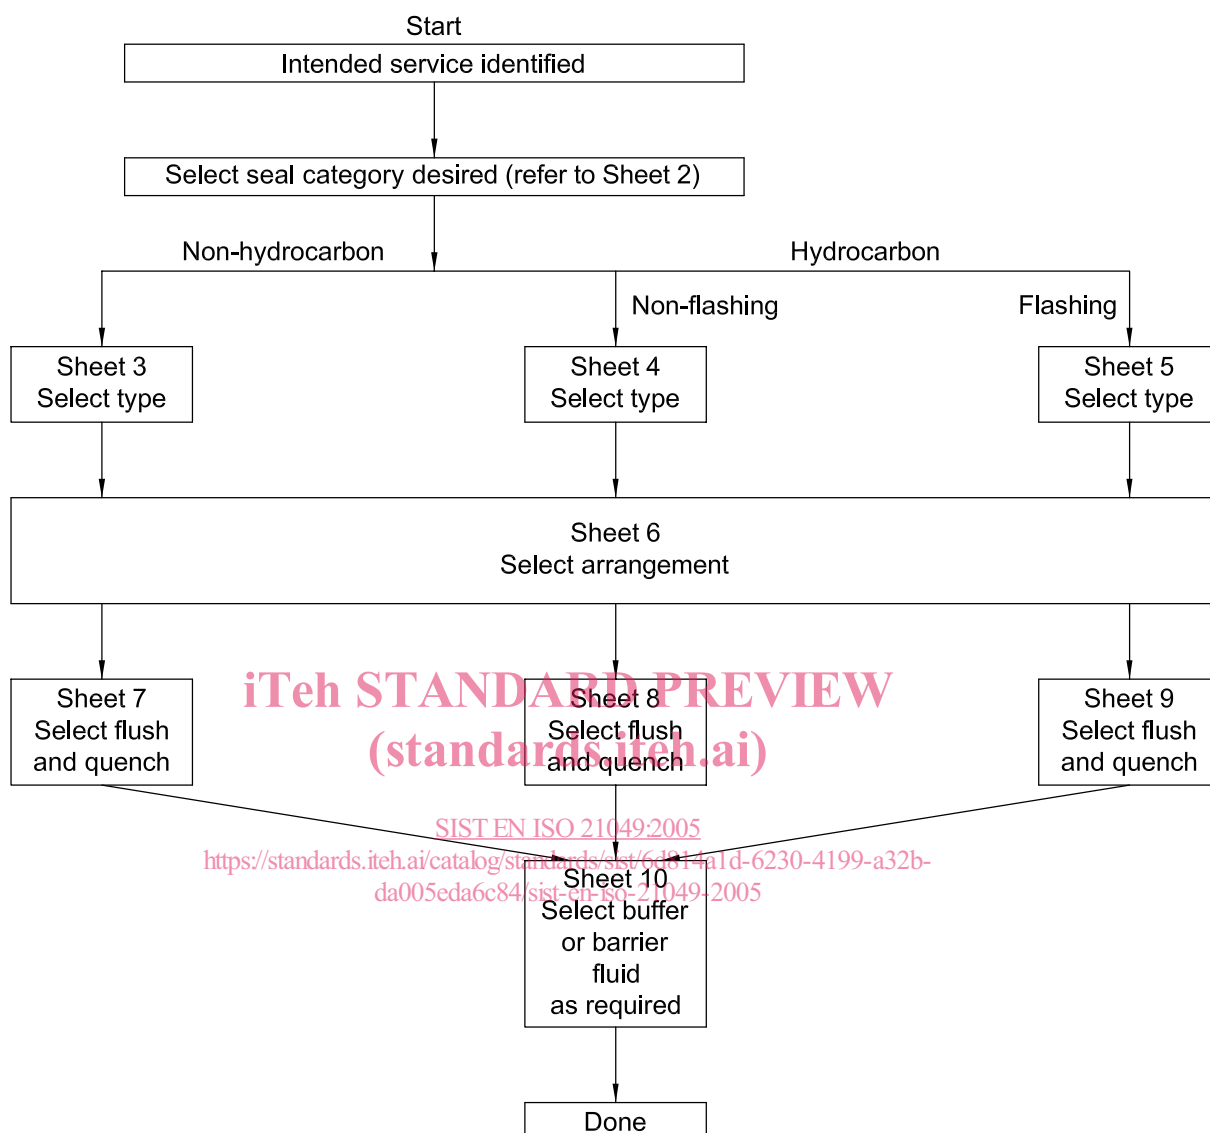 Start
Intended service identified
Select seal category desired (refer to Sheet 2)
Non-hydrocarbon
Hydrocarbon
Non-flashing
Flashing
Sheet 3
Select type
Sheet 4
Select type
Sheet 5
Select type
Sheet 6
Select arrangement
iTeh STANDARD PREVIEW
(standards.iteh.ai)
Sheet 7
Select flush
and quench
Sheet 8
Select flush
and quench
Sheet 9
Select flush
and quench
SIST EN ISO 21049:2005
https://standards.iteh.ai/catalog/standards/sist/6d814a1d-6230-4199-a32b-
da005eda6c84/sist-en-iso-21049-2005
Sheet 10
Select buffer
or barrier
fluid
as required
Done